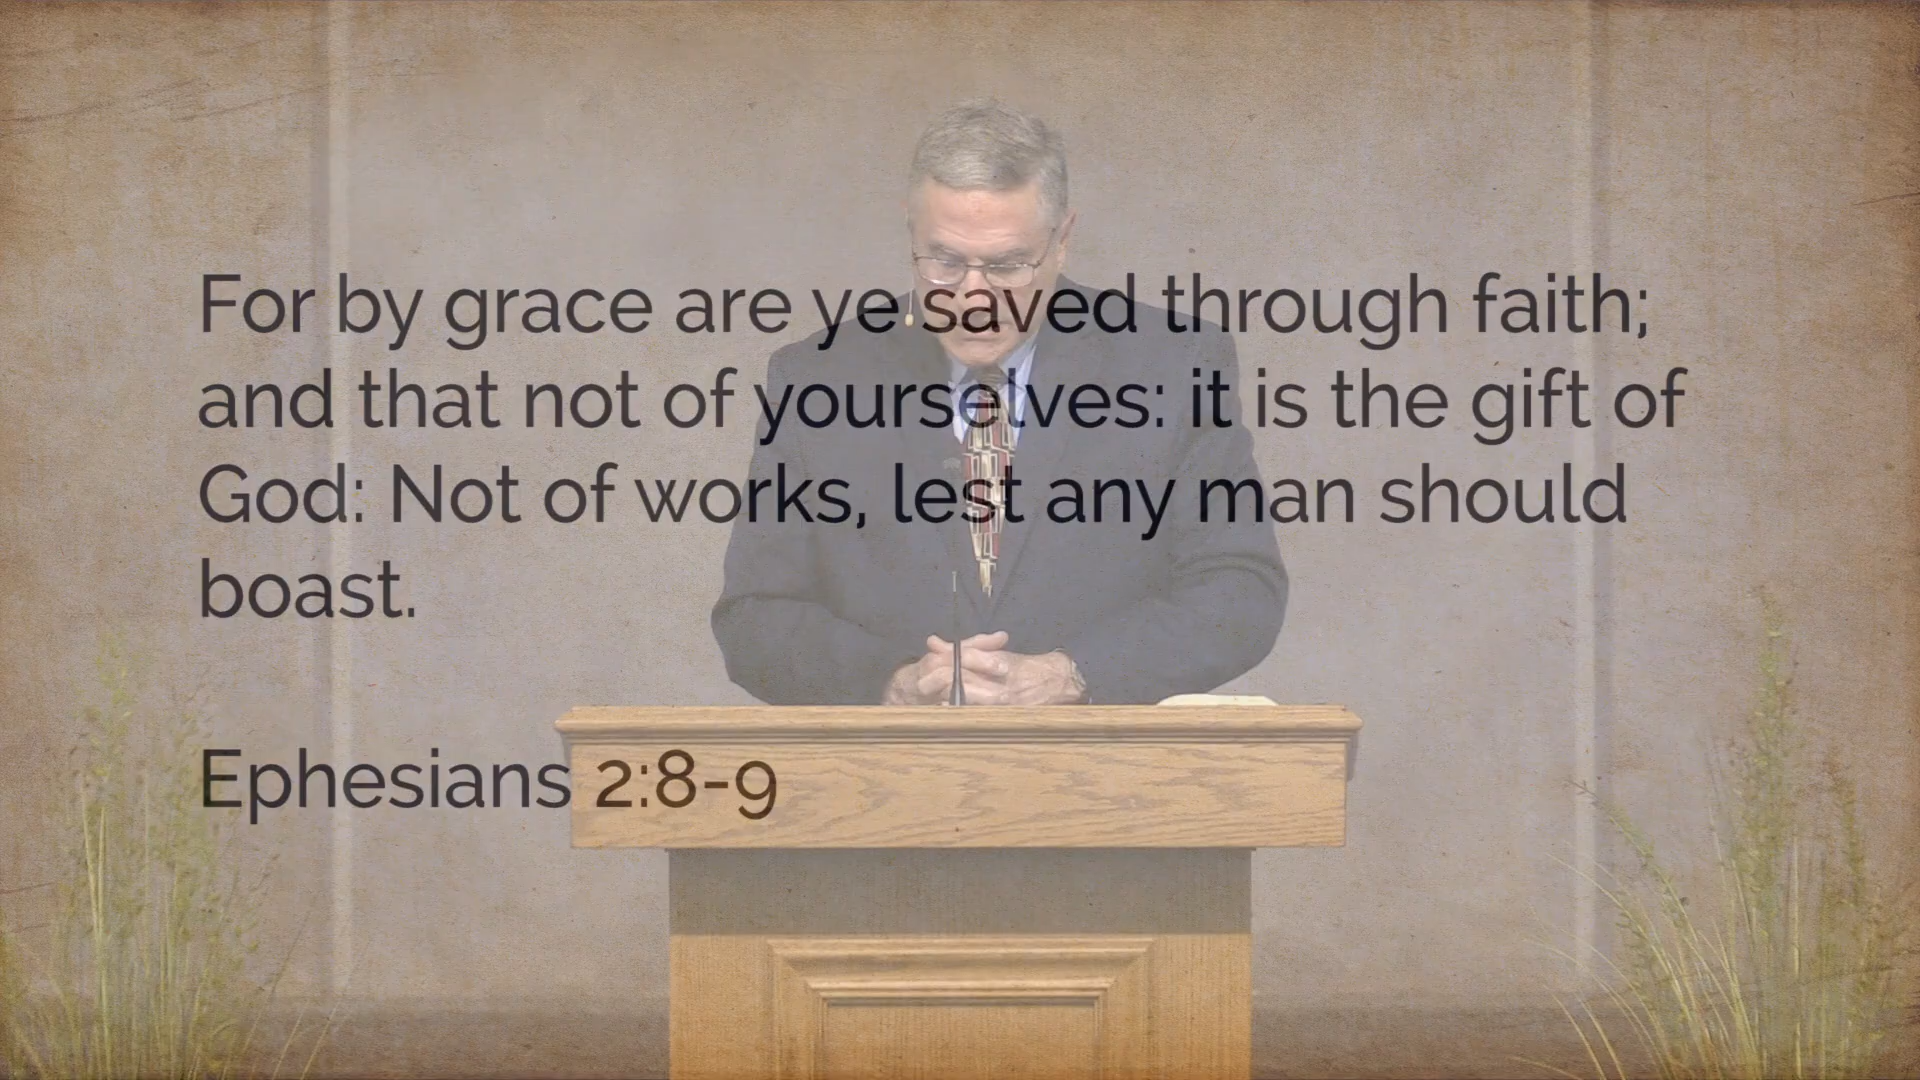 For by grace are ye saved through faith;
and that not of yourselves: it is the gift of
God: Not of works, lest any man should
boast.
Ephesians 2:8-9